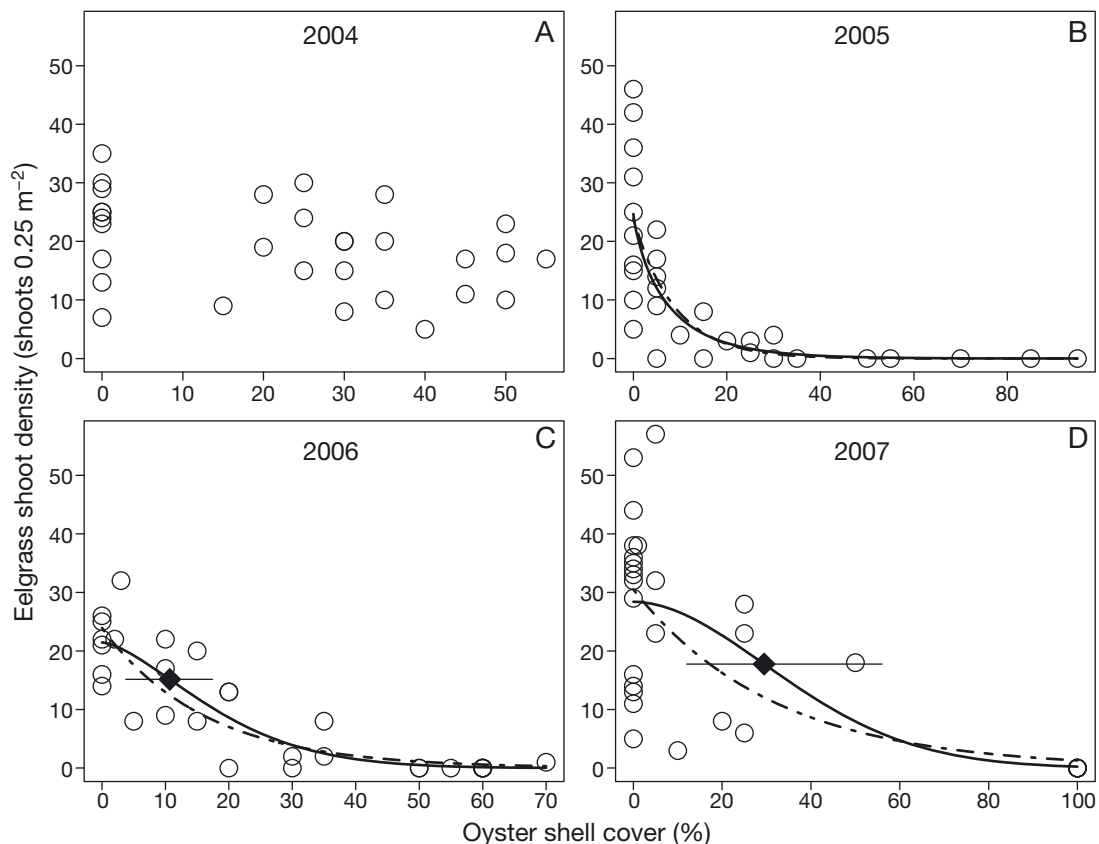 2004
A
50
40
30
20
10
0
0 10 20 30 40 50
2005
B
50
40
30
20
10
0
0 20 40 60 80
2006
C
50
40
30
20
10
0
0 10 20 30 40 50 60 70
2007
D
50
40
30
20
10
0
0 20 40 60 80 100
Eelgrass shoot density (shoots 0.25 m⁻²)
Oyster shell cover (%)